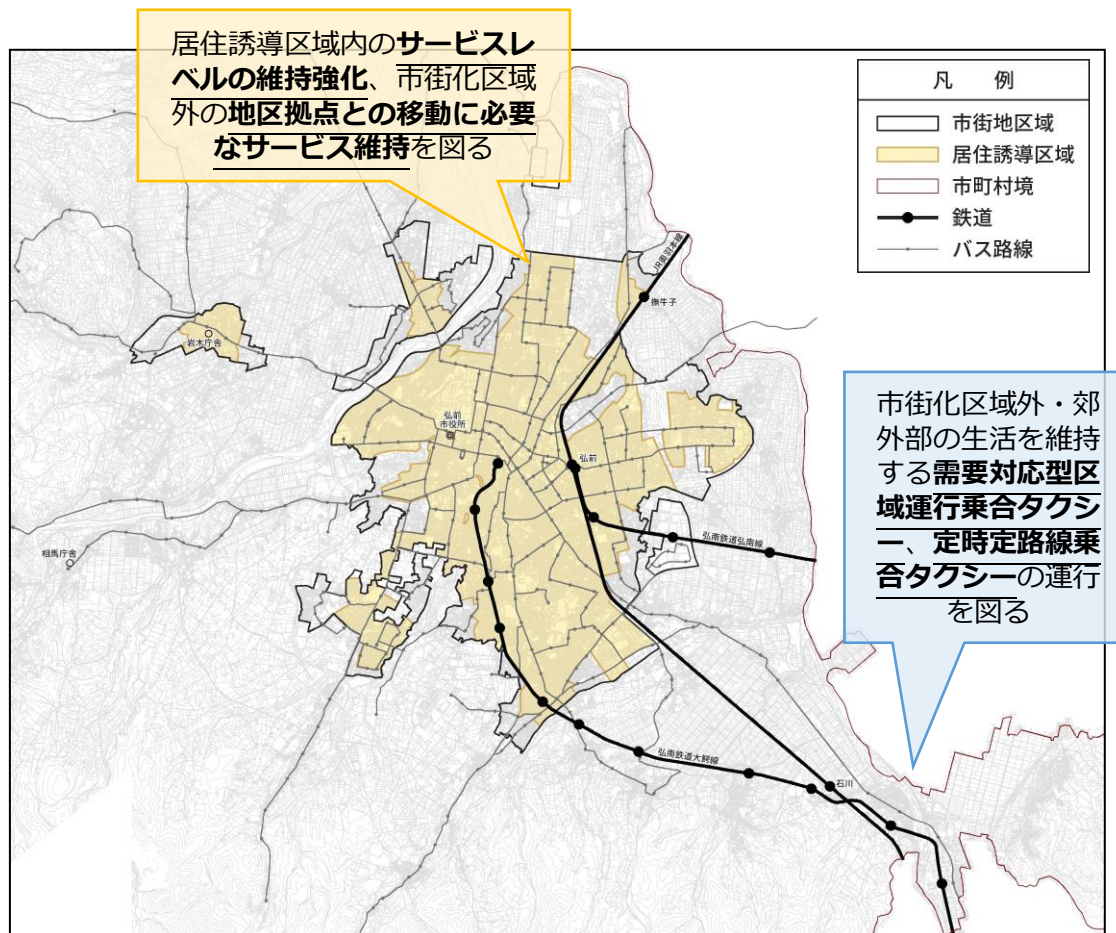 居住誘導区域内のサービスレ
ベルの維持強化、市街化区域
外の地区拠点との移動に必要
なサービス維持を図る
凡 例
市街地区域
居住誘導区域
市町村境
鉄道
バス路線
JR奥羽本線
撫牛子
岩木庁舎
弘前
市役所
弘前
市街化区域外・郊
外部の生活を維持
する需要対応型区
域運行乗合タクシ
ー、定時定路線乗
合タクシーの運行
を図る
弘南鉄道弘南線
相馬庁舎
弘南鉄道大鰐線
石川